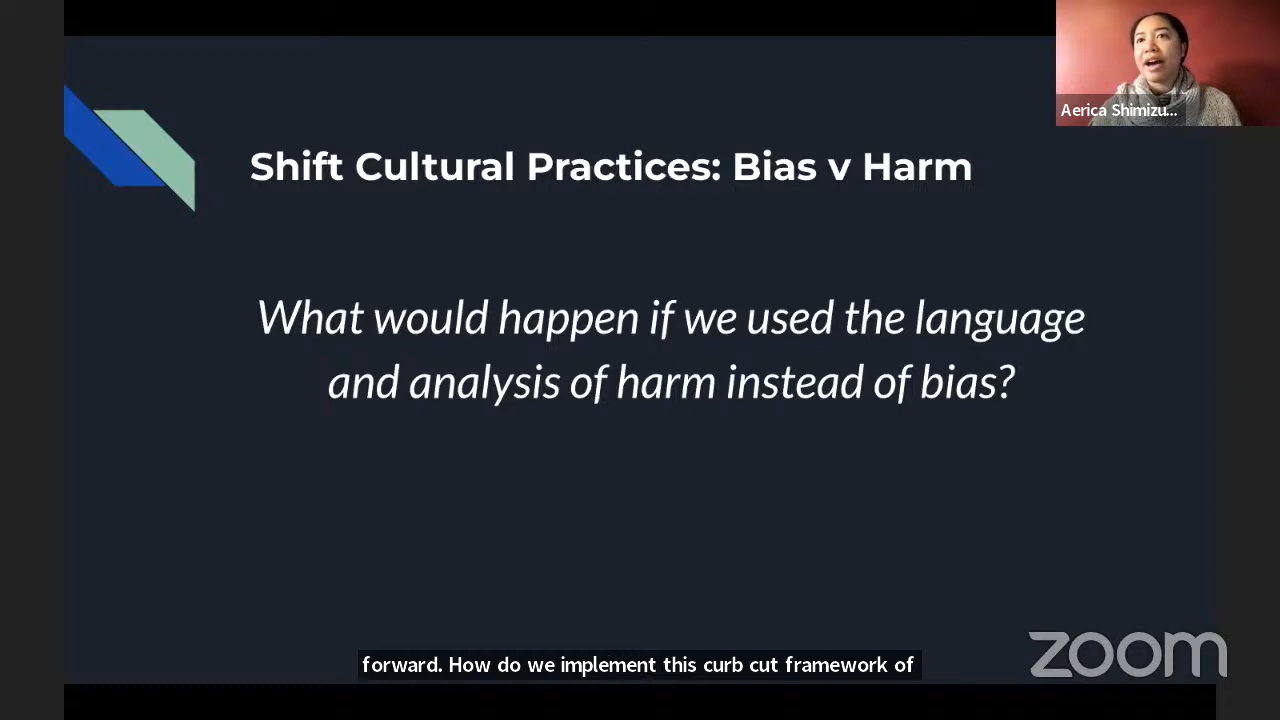 Aerica Shimizu...
Shift Cultural Practices: Bias v Harm
What would happen if we used the language
and analysis of harm instead of bias?
forward. How do we implement this curb cut framework of
zoom